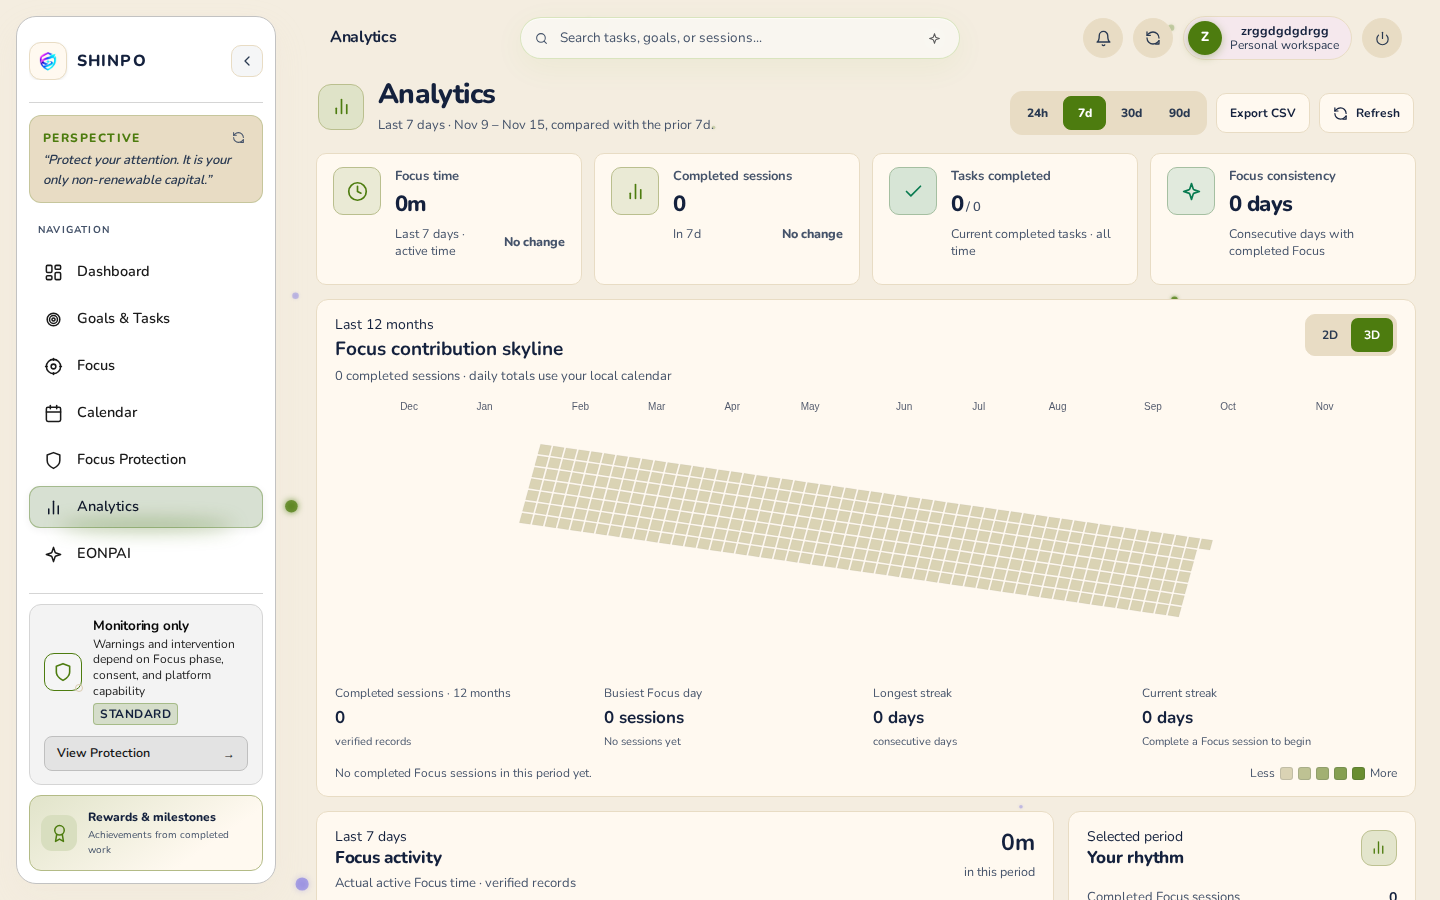 SHINPO
PERSPECTIVE
“Protect your attention. It is your
only non-renewable capital.”
NAVIGATION
Dashboard
Goals & Tasks
Focus
Calendar
Focus Protection
Analytics
EONPAI
Monitoring only
Warnings and intervention
depend on Focus phase,
consent, and platform
capability
STANDARD
View Protection →
Rewards & milestones
Achievements from completed
work
Analytics
Search tasks, goals, or sessions...
Z
zrggdgdgdrgg
Personal workspace
Analytics
Last 7 days · Nov 9 – Nov 15, compared with the prior 7d.
24h 7d 30d 90d
Export CSV
Refresh
Focus time
0m
Last 7 days ·
active time
No change
Completed sessions
0
In 7d
No change
Tasks completed
0 / 0
Current completed tasks · all
time
Focus consistency
0 days
Consecutive days with
completed Focus
Last 12 months
Focus contribution skyline
0 completed sessions · daily totals use your local calendar
2D 3D
Dec Jan Feb Mar Apr May Jun Jul Aug Sep Oct Nov
Completed sessions · 12 months
0
verified records
Busiest Focus day
0 sessions
No sessions yet
Longest streak
0 days
consecutive days
Current streak
0 days
Complete a Focus session to begin
No completed Focus sessions in this period yet.
Less More
Last 7 days
Focus activity
Actual active Focus time · verified records
0m
in this period
Selected period
Your rhythm
Completed Focus sessions 0